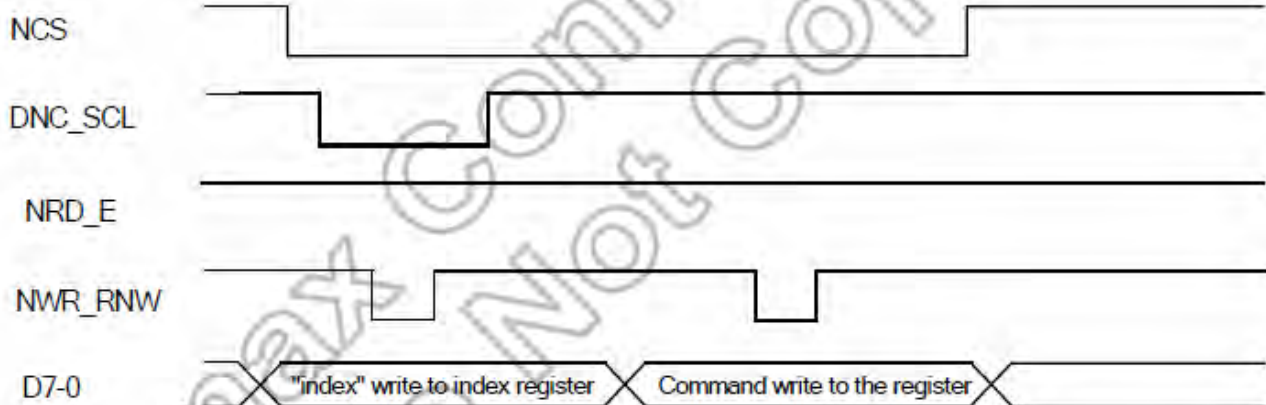 NCS
DNC_SCL
NRD_E
NWR_RNW
D7-0 "index" write to index register Command write to the register